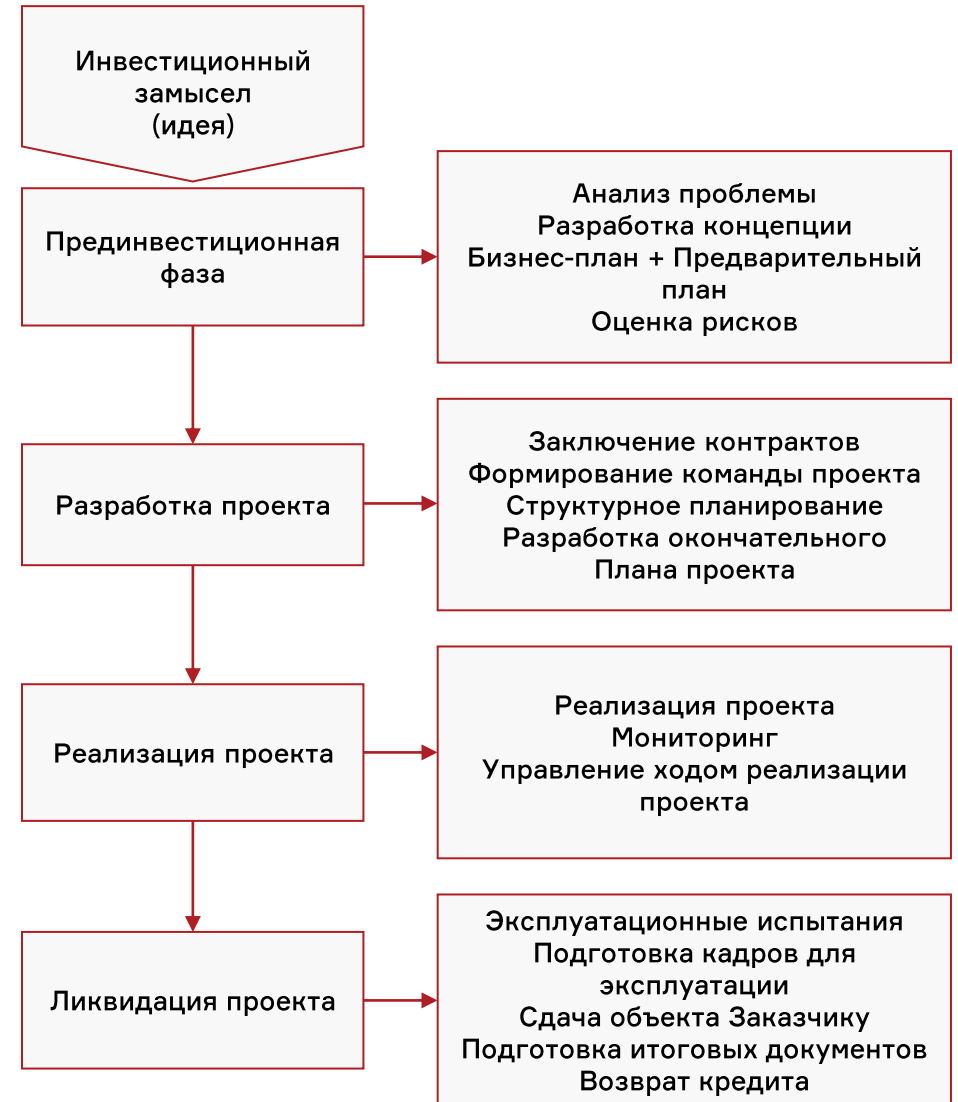 Инвестиционный
замысел
(идея)
Прединвестиционная
фаза
Анализ проблемы
Разработка концепции
Бизнес-план + Предварительный
план
Оценка рисков
Разработка проекта
Заключение контрактов
Формирование команды проекта
Структурное планирование
Разработка окончательного
Плана проекта
Реализация проекта
Реализация проекта
Мониторинг
Управление ходом реализации
проекта
Ликвидация проекта
Эксплуатационные испытания
Подготовка кадров для
эксплуатации
Сдача объекта Заказчику
Подготовка итоговых документов
Возврат кредита